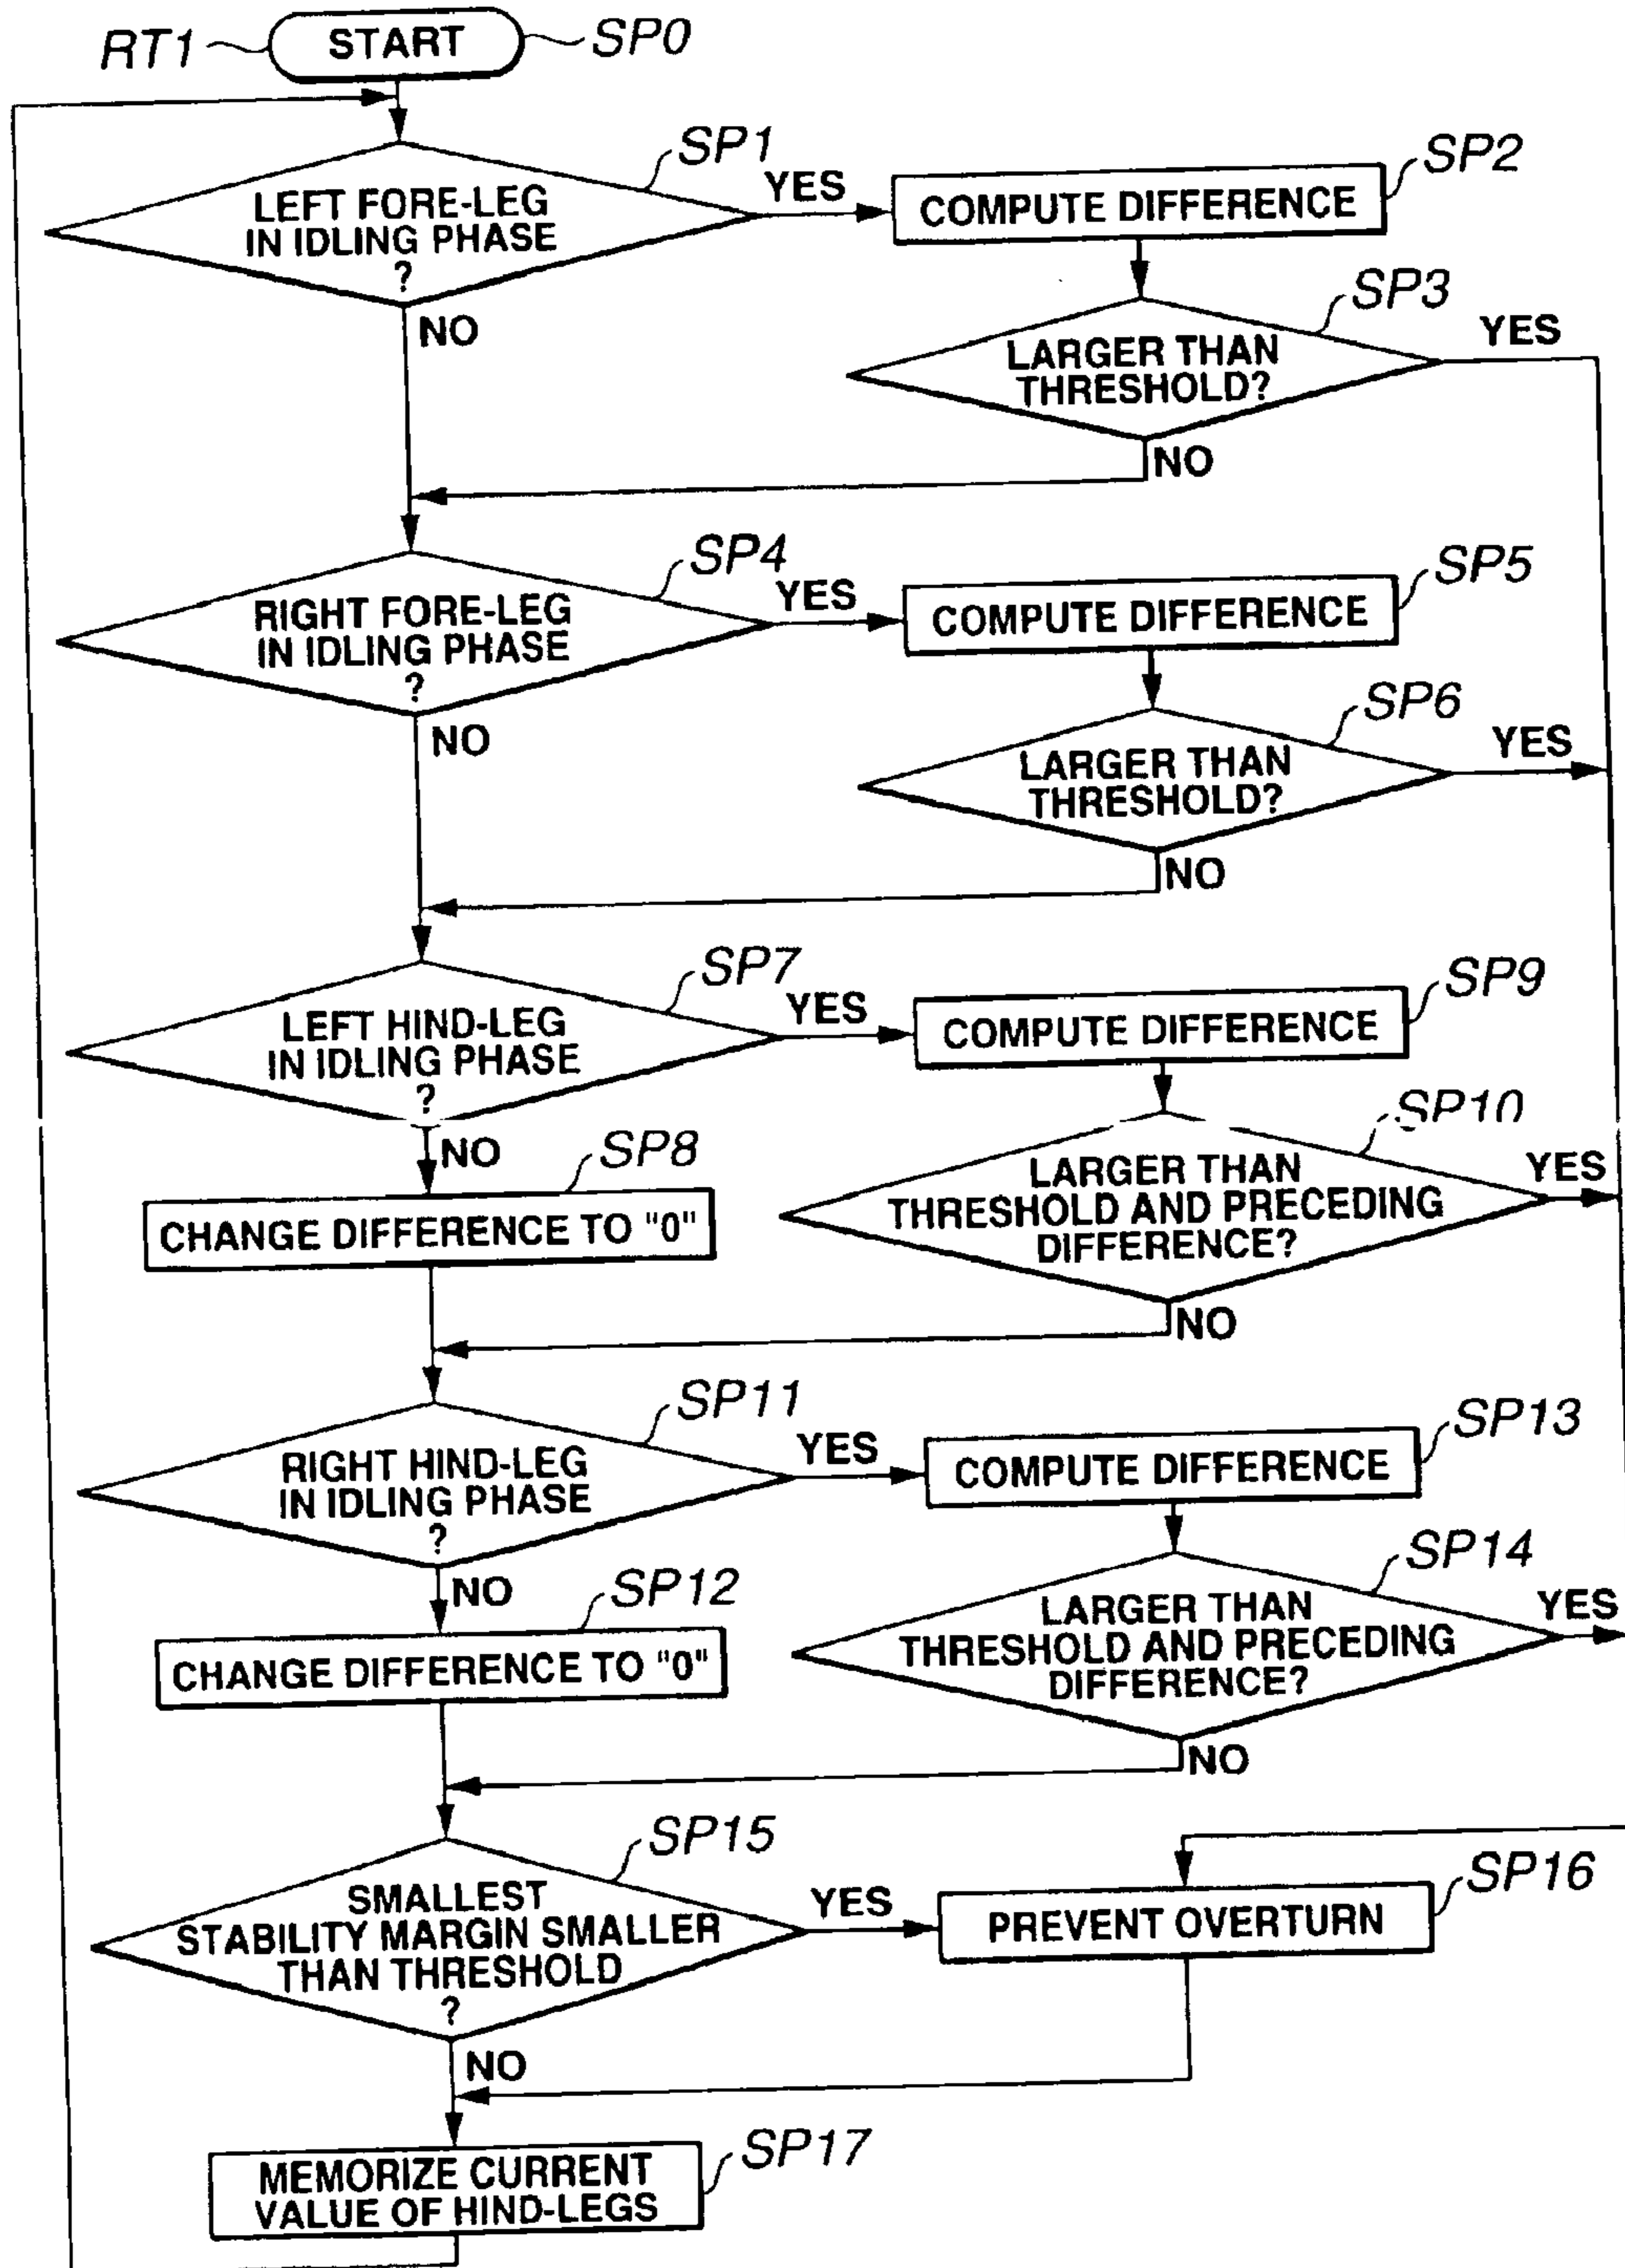 RT1
START
SP0
SP1
LEFT FORE-LEG
IN IDLING PHASE
?
YES
NO
SP2
COMPUTE DIFFERENCE
SP3
LARGER THAN
THRESHOLD?
YES
NO
SP4
RIGHT FORE-LEG
IN IDLING PHASE
?
YES
NO
SP5
COMPUTE DIFFERENCE
SP6
LARGER THAN
THRESHOLD?
YES
NO
SP7
LEFT HIND-LEG
IN IDLING PHASE
?
YES
NO
SP8
CHANGE DIFFERENCE TO "0"
SP9
COMPUTE DIFFERENCE
SP10
LARGER THAN
THRESHOLD AND PRECEDING
DIFFERENCE?
YES
NO
SP11
RIGHT HIND-LEG
IN IDLING PHASE
?
YES
NO
SP12
CHANGE DIFFERENCE TO "0"
SP13
COMPUTE DIFFERENCE
SP14
LARGER THAN
THRESHOLD AND PRECEDING
DIFFERENCE?
YES
NO
SP15
SMALLEST
STABILITY MARGIN SMALLER
THAN THRESHOLD
?
YES
NO
SP16
PREVENT OVERTURN
SP17
MEMORIZE CURRENT
VALUE OF HIND-LEGS